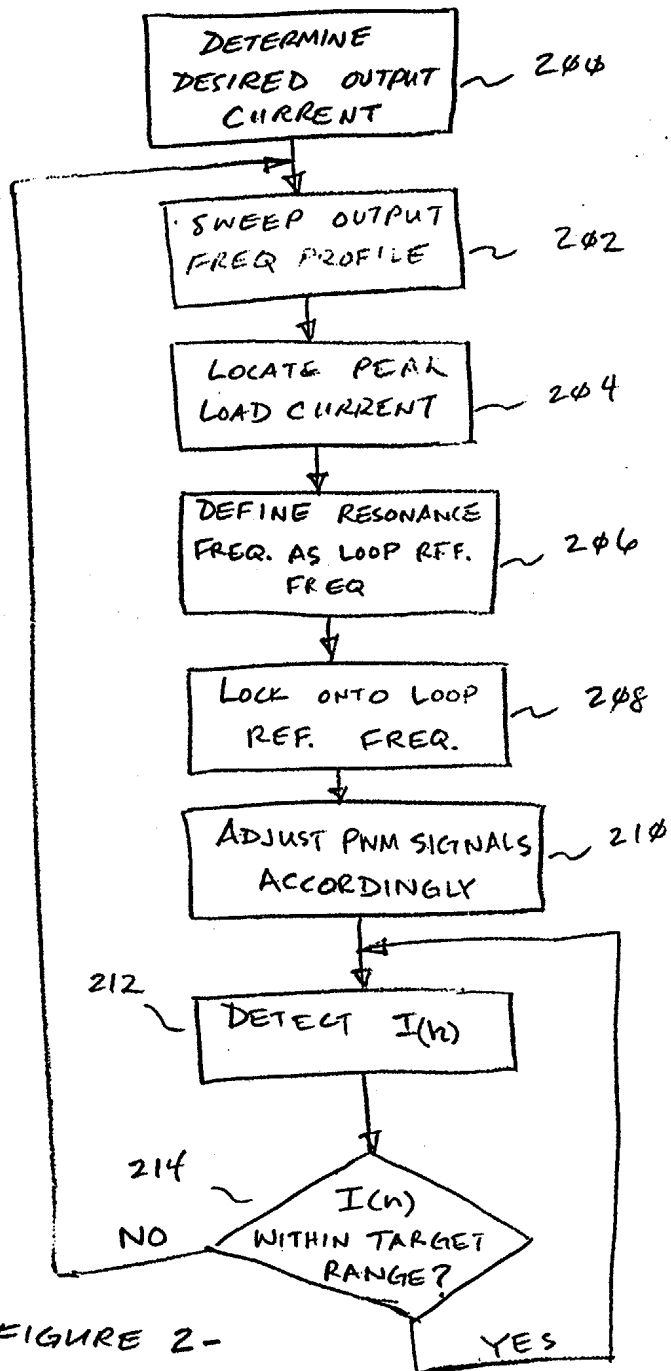 DETERMINE
DESIRED OUTPUT
CURRENT
200
SWEEP OUTPUT
FREQ PROFILE
202
LOCATE PEAK
LOAD CURRENT
204
DEFINE RESONANCE
FREQ. AS LOOP REF.
FREQ
206
LOCK ONTO LOOP
REF. FREQ.
208
ADJUST PWM SIGNALS
ACCORDINGLY
210
212
DETECT I(n)
214
I(n)
WITHIN TARGET
RANGE?
NO
YES
FIGURE 2-